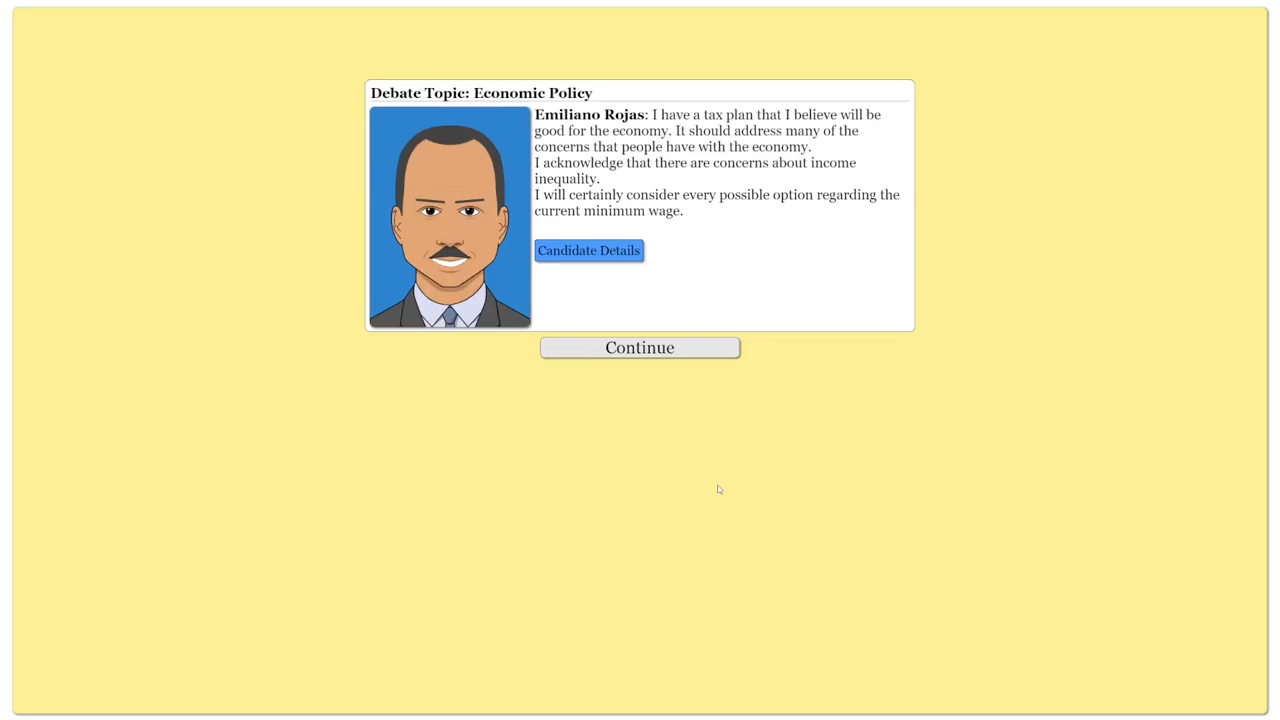 Debate Topic: Economic Policy
Emiliano Rojas: I have a tax plan that I believe will be
good for the economy. It should address many of the
concerns that people have with the economy.
I acknowledge that there are concerns about income
inequality.
I will certainly consider every possible option regarding the
current minimum wage.
Candidate Details
Continue